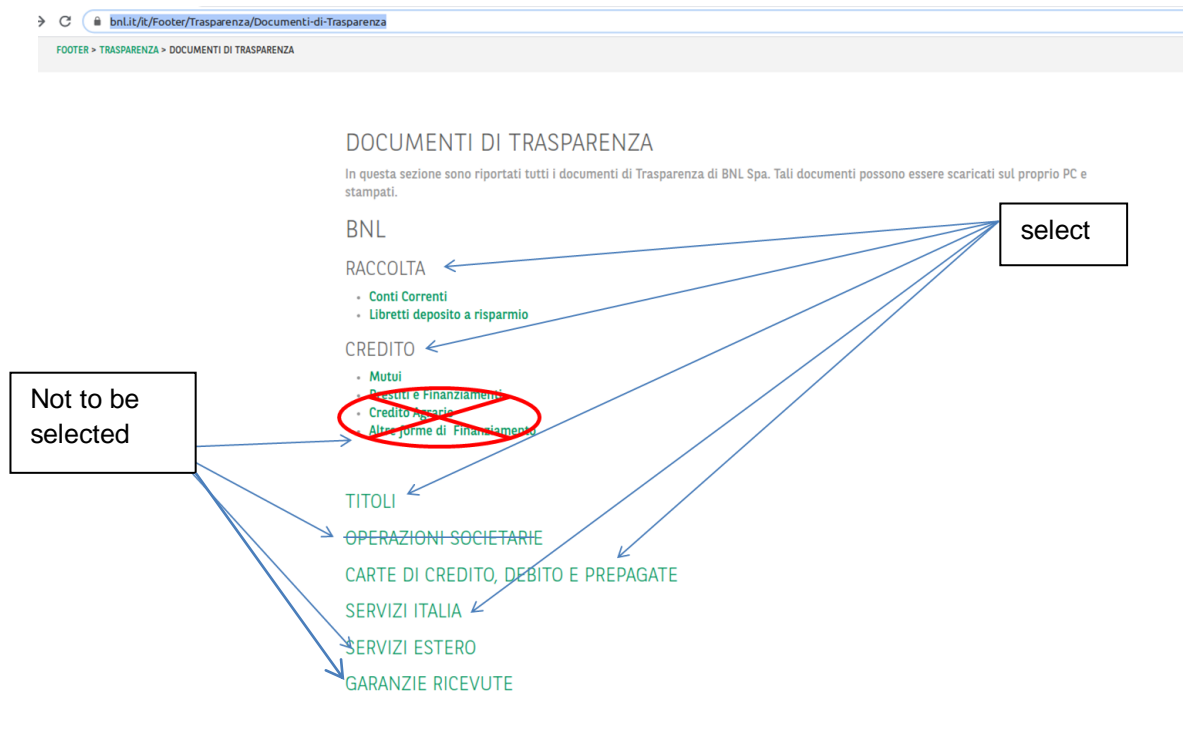 bnl.it/it/Footer/Trasparenza/Documenti-di-Trasparenza
FOOTER > TRASPARENZA > DOCUMENTI DI TRASPARENZA
DOCUMENTI DI TRASPARENZA
In questa sezione sono riportati tutti i documenti di Trasparenza di BNL Spa. Tali documenti possono essere scaricati sul proprio PC e
stampati.
select
BNL
RACCOLTA
Conti Correnti
Libretti deposito a risparmio
CREDITO
Mutui
Prestiti e Finanziamenti
Credito Agrario
Altre forme di Finanziamento
Not to be
selected
TITOLI
OPERAZIONI SOCIETARIE
CARTE DI CREDITO, DEBITO E PREPAGATE
SERVIZI ITALIA
SERVIZI ESTERO
GARANZIE RICEVUTE